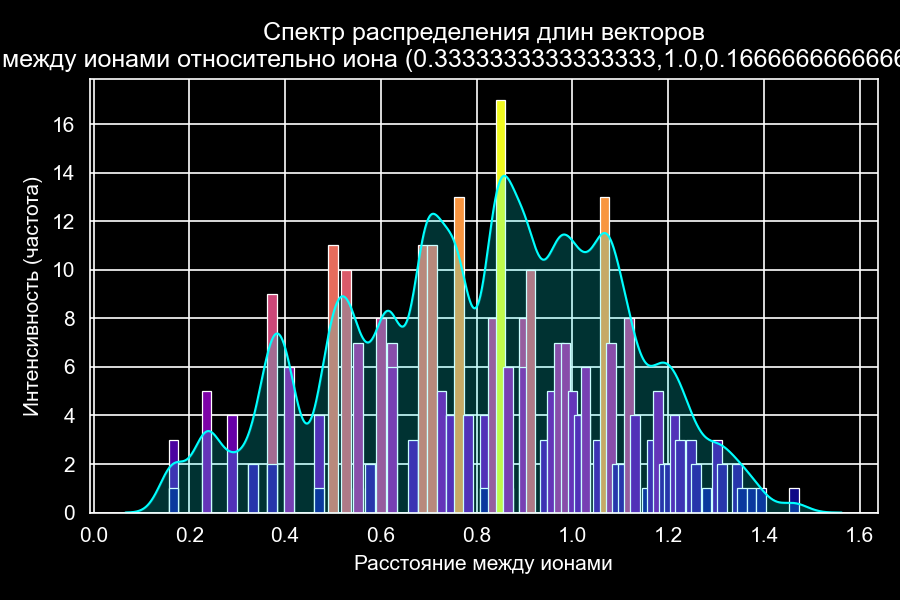 Спектр распределения длин векторов
между ионами относительно иона (0.3333333333333333,1.0,0.1666666666666
Интенсивность (частота)
16
14
12
10
8
6
4
2
0
0.0 0.2 0.4 0.6 0.8 1.0 1.2 1.4 1.6
Расстояние между ионами